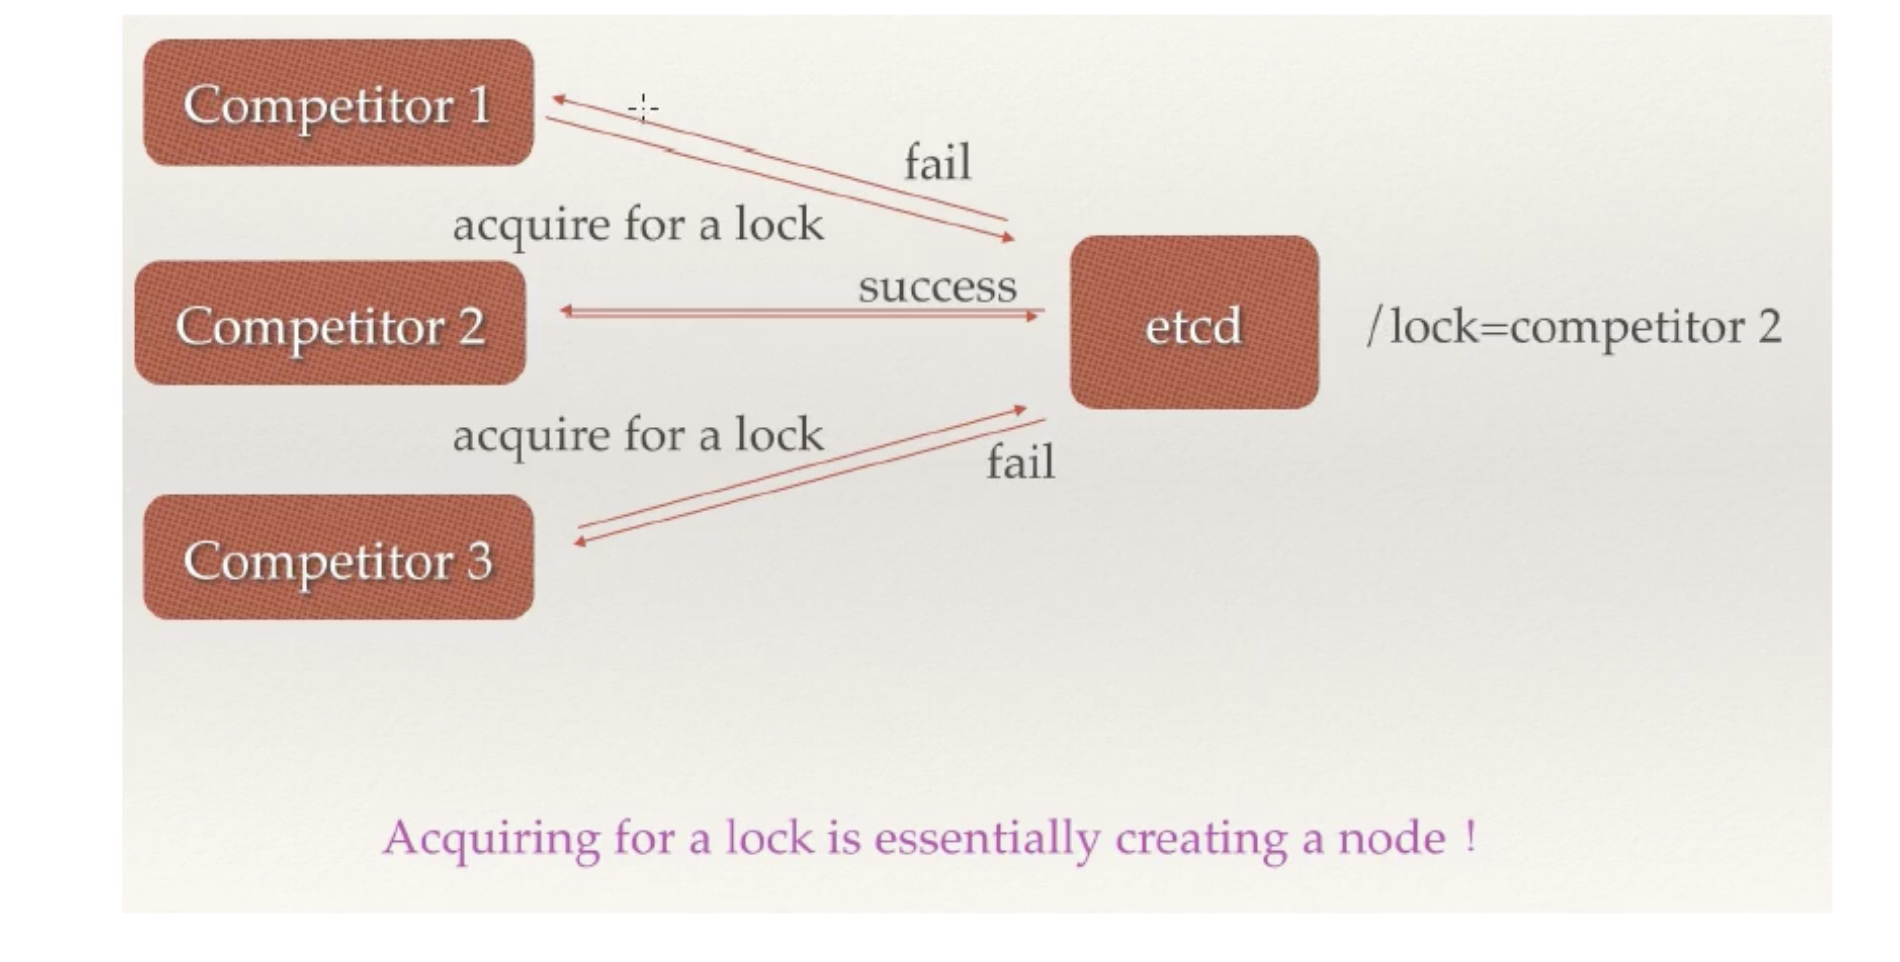 Competitor 1
fail
acquire for a lock
success
Competitor 2
etcd
/lock=competitor 2
acquire for a lock
fail
Competitor 3
Acquiring for a lock is essentially creating a node !